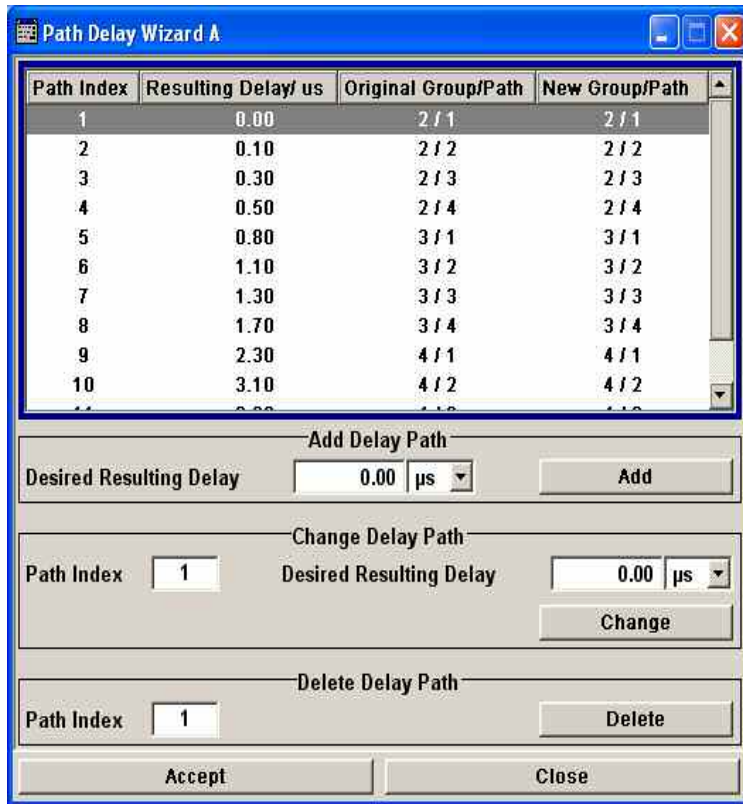 Path Delay Wizard A
Path Index Resulting Delay/ us Original Group/Path New Group/Path
1 0.00 2 / 1 2 / 1
2 0.10 2 / 2 2 / 2
3 0.30 2 / 3 2 / 3
4 0.50 2 / 4 2 / 4
5 0.80 3 / 1 3 / 1
6 1.10 3 / 2 3 / 2
7 1.30 3 / 3 3 / 3
8 1.70 3 / 4 3 / 4
9 2.30 4 / 1 4 / 1
10 3.10 4 / 2 4 / 2
Add Delay Path
Desired Resulting Delay 0.00 µs Add
Change Delay Path
Path Index 1 Desired Resulting Delay 0.00 µs
Change
Delete Delay Path
Path Index 1 Delete
Accept Close